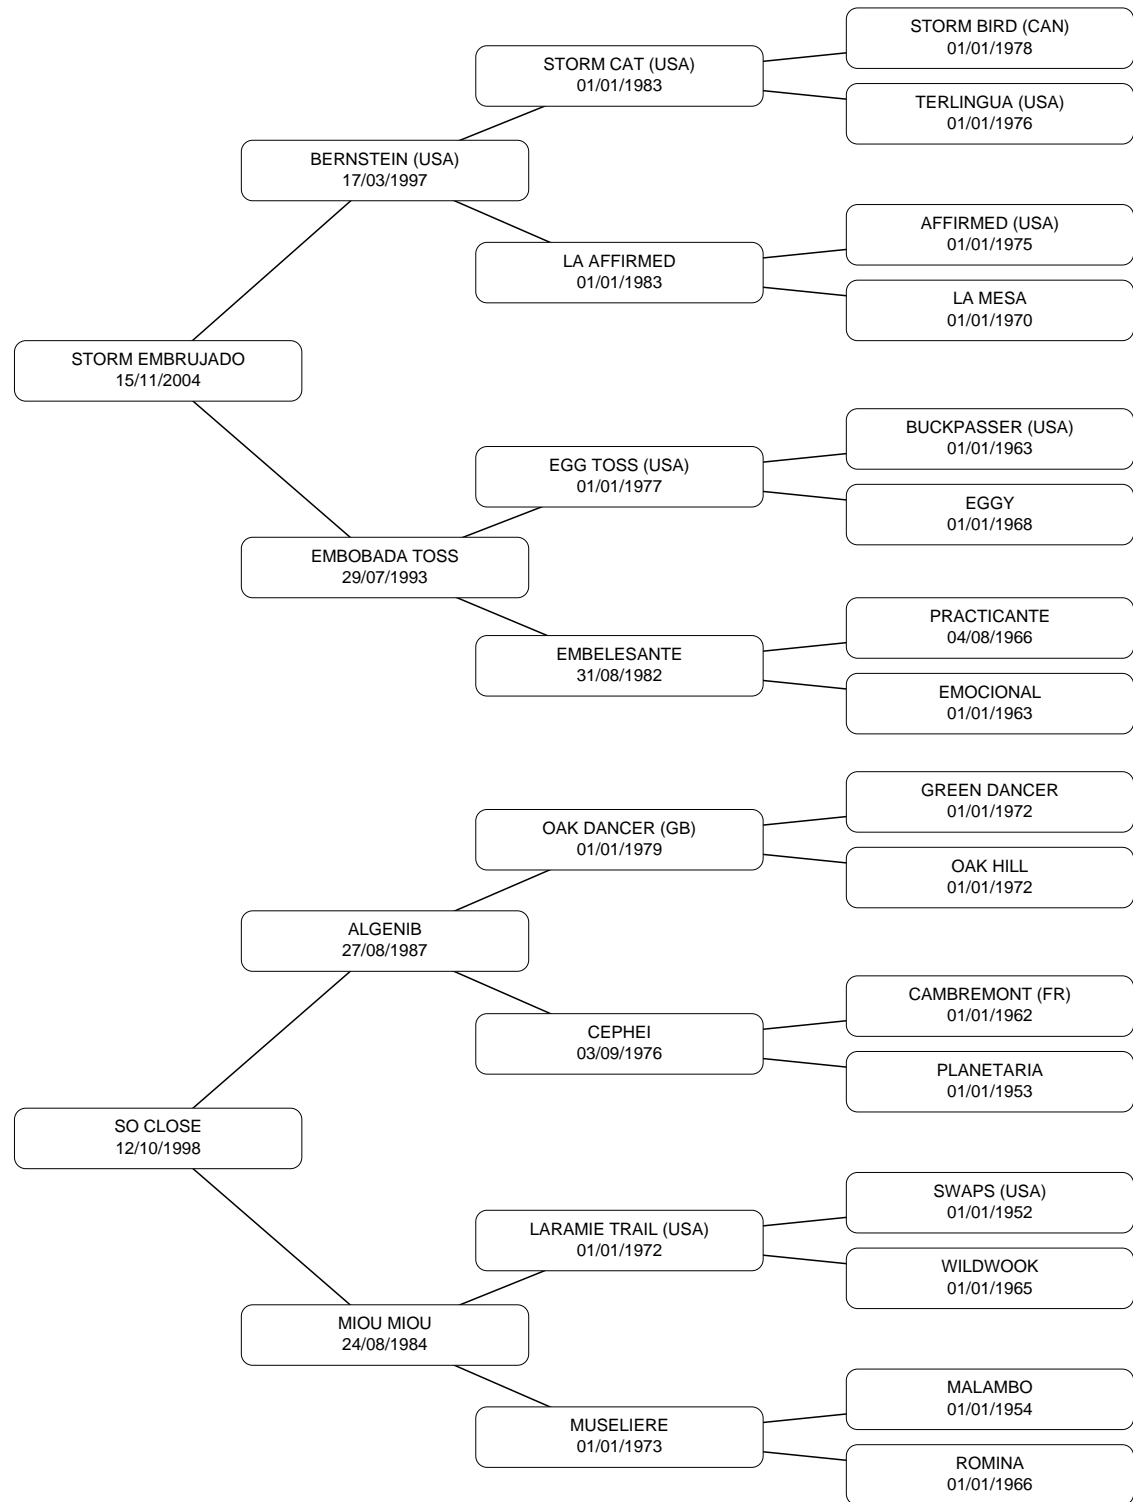 STORM BIRD (CAN)
01/01/1978
STORM CAT (USA)
01/01/1983
TERLINGUA (USA)
01/01/1976
BERNSTEIN (USA)
17/03/1997
AFFIRMED (USA)
01/01/1975
LA AFFIRMED
01/01/1983
LA MESA
01/01/1970
STORM EMBRUJADO
15/11/2004
BUCKPASSER (USA)
01/01/1963
EGG TOSS (USA)
01/01/1977
EGGY
01/01/1968
EMBOBADA TOSS
29/07/1993
PRACTICANTE
04/08/1966
EMBELESANTE
31/08/1982
EMOCIONAL
01/01/1963
GREEN DANCER
01/01/1972
OAK DANCER (GB)
01/01/1979
OAK HILL
01/01/1972
ALGENIB
27/08/1987
CAMBREMONT (FR)
01/01/1962
CEPHEI
03/09/1976
PLANETARIA
01/01/1953
SO CLOSE
12/10/1998
SWAPS (USA)
01/01/1952
LARAMIE TRAIL (USA)
01/01/1972
WILDWOOK
01/01/1965
MIOU MIOU
24/08/1984
MALAMBO
01/01/1954
MUSELIERE
01/01/1973
ROMINA
01/01/1966